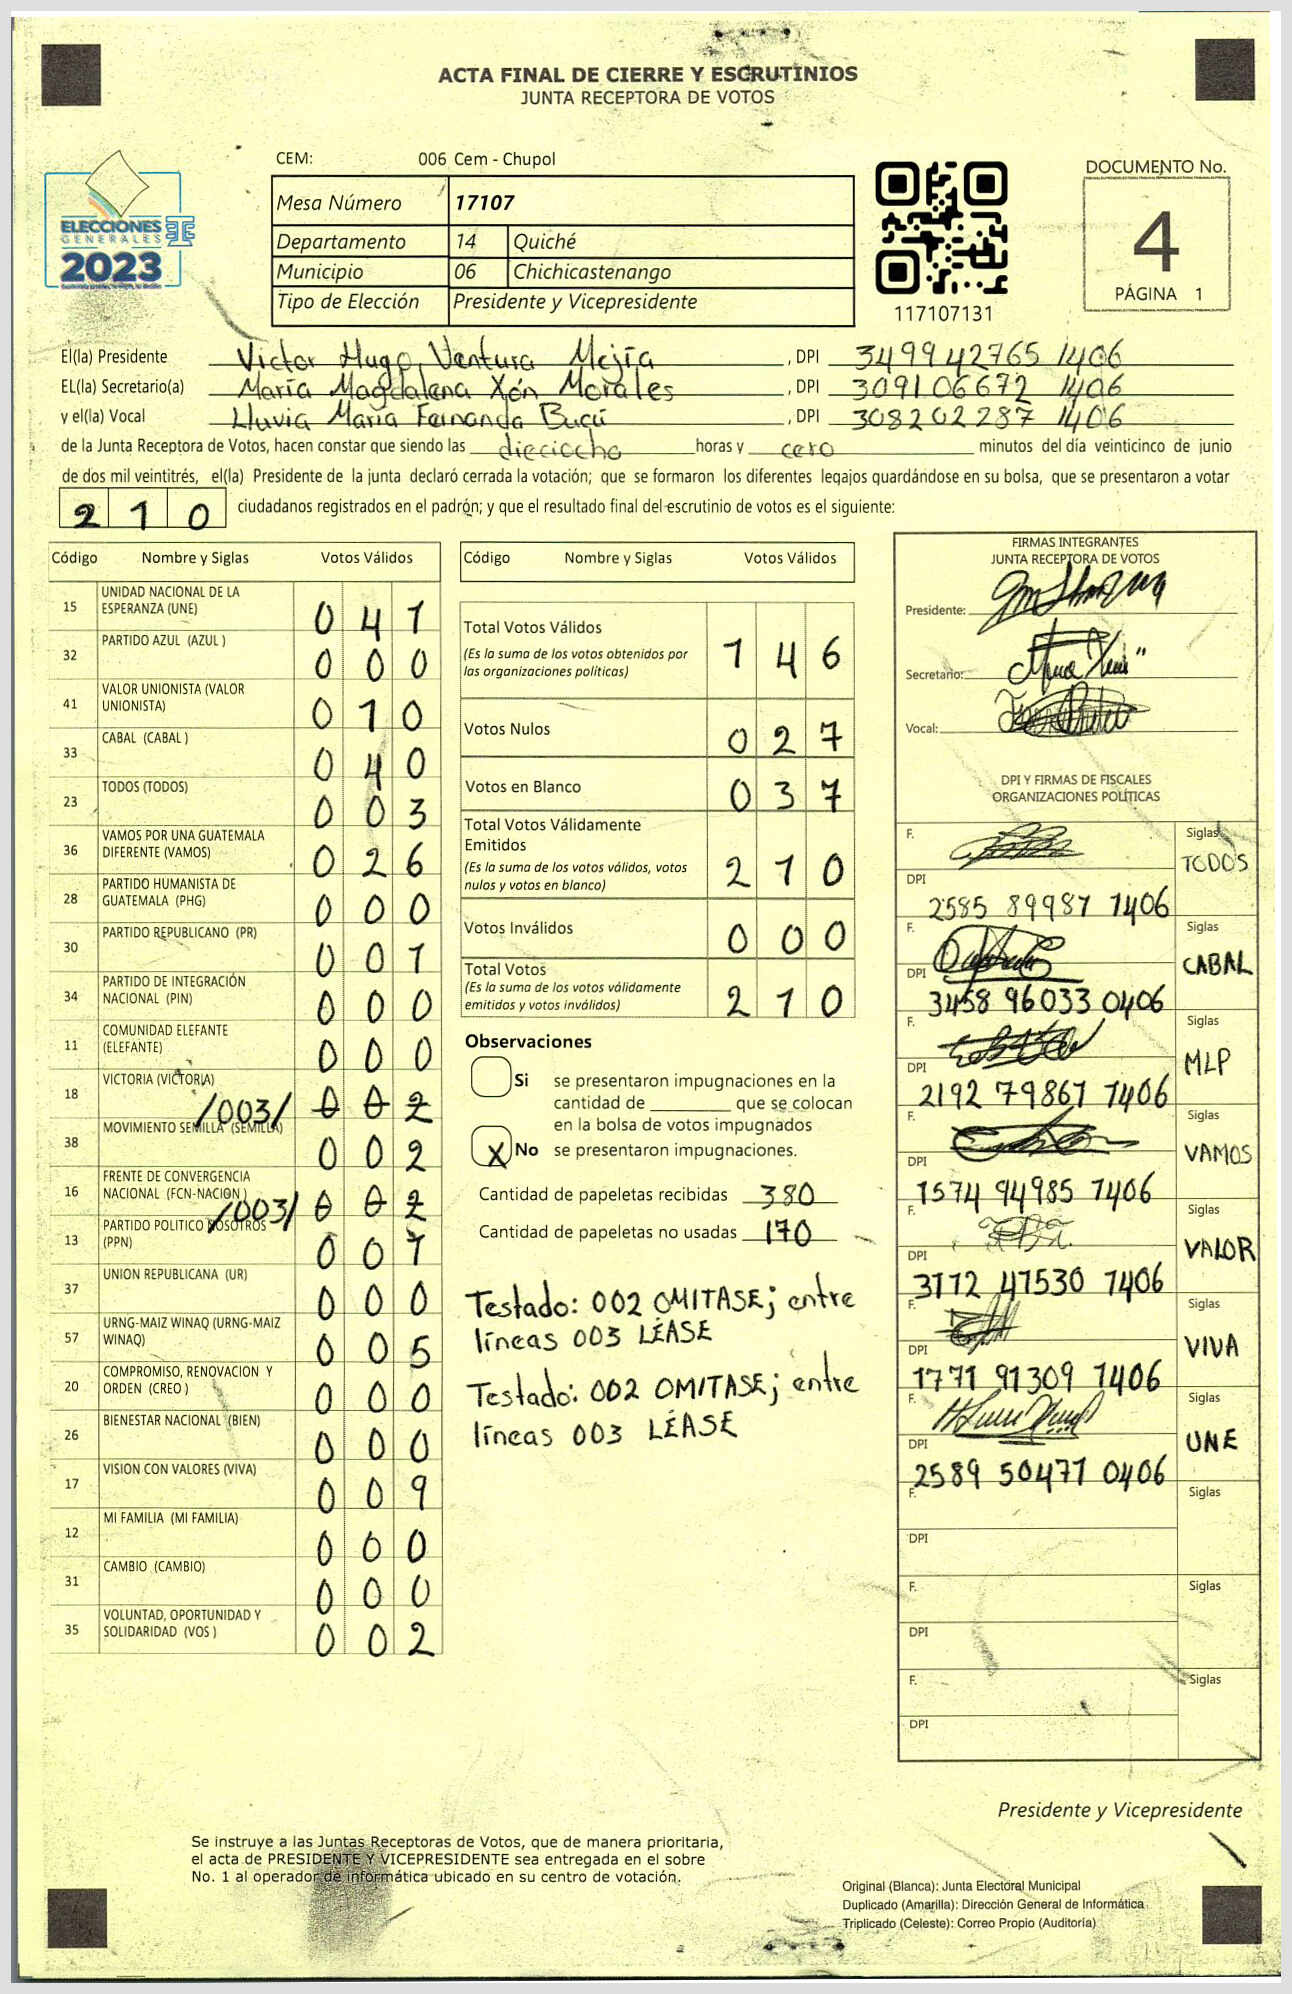 ACTA FINAL DE CIERRE Y ESCRUTINIOS
JUNTA RECEPTORA DE VOTOS
ELECCIONES
GENERALES
2023
CEM: 006 Cem - Chupol
Mesa Número 17107
Departamento 14 Quiché
Municipio 06 Chichicastenango
Tipo de Elección Presidente y Vicepresidente
117107131
DOCUMENTO No.
4
PÁGINA 1
El(la) Presidente Victor Hugo Ventura Mejía , DPI 349942765 1406
EL(la) Secretario(a) María Magdalena Xón Morales , DPI 309106672 1406
y el(la) Vocal Lluvia María Fernanda Bucú , DPI 308202287 1406
de la Junta Receptora de Votos, hacen constar que siendo las dieciocho horas y cero minutos del día veinticinco de junio
de dos mil veintitrés, el(la) Presidente de la junta declaró cerrada la votación; que se formaron los diferentes legajos guardándose en su bolsa, que se presentaron a votar
2 1 0 ciudadanos registrados en el padrón; y que el resultado final del escrutinio de votos es el siguiente:
Código Nombre y Siglas Votos Válidos
15 UNIDAD NACIONAL DE LA
ESPERANZA (UNE) 0 4 1
32 PARTIDO AZUL (AZUL ) 0 0 0
41 VALOR UNIONISTA (VALOR
UNIONISTA) 0 1 0
33 CABAL (CABAL ) 0 4 0
23 TODOS (TODOS) 0 0 3
36 VAMOS POR UNA GUATEMALA
DIFERENTE (VAMOS) 0 2 6
28 PARTIDO HUMANISTA DE
GUATEMALA (PHG) 0 0 0
30 PARTIDO REPUBLICANO (PR) 0 0 1
34 PARTIDO DE INTEGRACIÓN
NACIONAL (PIN) 0 0 0
11 COMUNIDAD ELEFANTE
(ELEFANTE) 0 0 0
18 VICTORIA (VICTORIA) /003/ 0 0 2
38 MOVIMIENTO SEMILLA (SEMILLA) 0 0 2
16 FRENTE DE CONVERGENCIA
NACIONAL (FCN-NACION ) /003/ 0 0 2
13 PARTIDO POLITICO NOSOTROS
(PPN) 0 0 1
37 UNION REPUBLICANA (UR) 0 0 0
57 URNG-MAIZ WINAQ (URNG-MAIZ
WINAQ) 0 0 5
20 COMPROMISO, RENOVACION Y
ORDEN (CREO ) 0 0 0
26 BIENESTAR NACIONAL (BIEN) 0 0 0
17 VISION CON VALORES (VIVA) 0 0 9
12 MI FAMILIA (MI FAMILIA) 0 0 0
31 CAMBIO (CAMBIO) 0 0 0
35 VOLUNTAD, OPORTUNIDAD Y
SOLIDARIDAD (VOS ) 0 0 2
Código Nombre y Siglas Votos Válidos
Total Votos Válidos
(Es la suma de los votos obtenidos por
las organizaciones políticas) 1 4 6
Votos Nulos 0 2 7
Votos en Blanco 0 3 7
Total Votos Válidamente
Emitidos
(Es la suma de los votos válidos, votos
nulos y votos en blanco) 2 1 0
Votos Inválidos 0 0 0
Total Votos
(Es la suma de los votos válidamente
emitidos y votos inválidos) 2 1 0
Observaciones
Si se presentaron impugnaciones en la
cantidad de ________ que se colocan
en la bolsa de votos impugnados
X No se presentaron impugnaciones.
Cantidad de papeletas recibidas 380
Cantidad de papeletas no usadas 170
Testado: 002 OMITASE; entre
líneas 003 LÉASE
Testado: 002 OMITASE; entre
líneas 003 LÉASE
FIRMAS INTEGRANTES
JUNTA RECEPTORA DE VOTOS
Presidente:
Secretario:
Vocal:
DPI Y FIRMAS DE FISCALES
ORGANIZACIONES POLÍTICAS
F. Siglas
TODOS
DPI
2585 89987 1406
F. Siglas
CABAL
DPI
3458 96033 0406
F. Siglas
MLP
DPI
2192 79867 1406
F. Siglas
VAMOS
DPI
1574 94985 1406
F. Siglas
VALOR
DPI
3772 47530 1406
F. Siglas
VIVA
DPI
1771 91309 1406
F. Siglas
UNE
DPI
2589 50471 0406
F. Siglas
DPI
F. Siglas
DPI
F. Siglas
DPI
Presidente y Vicepresidente
Se instruye a las Juntas Receptoras de Votos, que de manera prioritaria,
el acta de PRESIDENTE Y VICEPRESIDENTE sea entregada en el sobre
No. 1 al operador de informática ubicado en su centro de votación.
Original (Blanca): Junta Electoral Municipal
Duplicado (Amarilla): Dirección General de Informática
Triplicado (Celeste): Correo Propio (Auditoría)